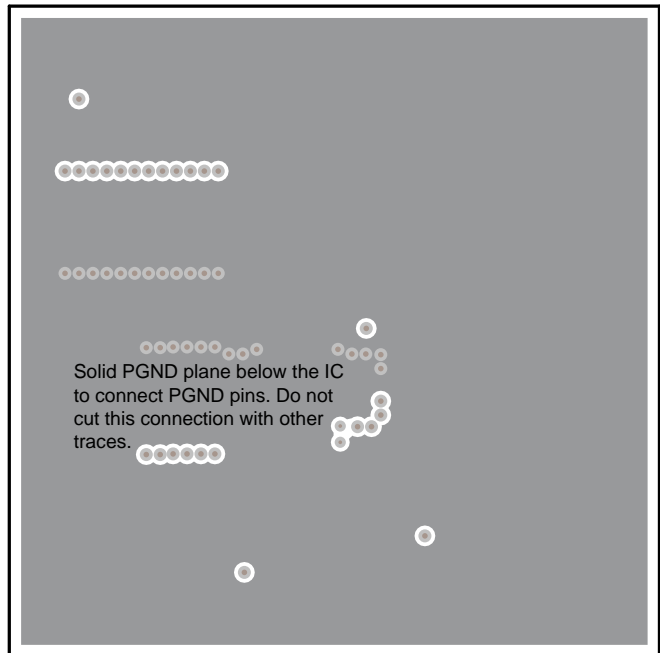 Solid PGND plane below the IC
to connect PGND pins. Do not
cut this connection with other
traces.